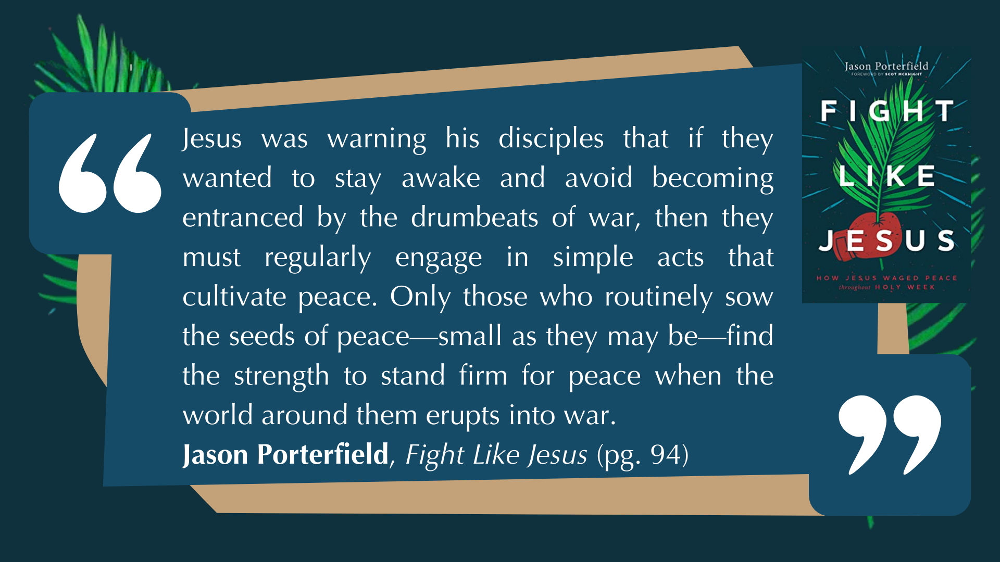 “
Jesus was warning his disciples that if they
wanted to stay awake and avoid becoming
entranced by the drumbeats of war, then they
must regularly engage in simple acts that
cultivate peace. Only those who routinely sow
the seeds of peace—small as they may be—find
the strength to stand firm for peace when the
world around them erupts into war.
Jason Porterfield, Fight Like Jesus (pg. 94)
”
Jason Porterfield
FOREWORD BY SCOT MCKNIGHT
FIGHT
LIKE
JESUS
HOW JESUS WAGED PEACE
throughout HOLY WEEK